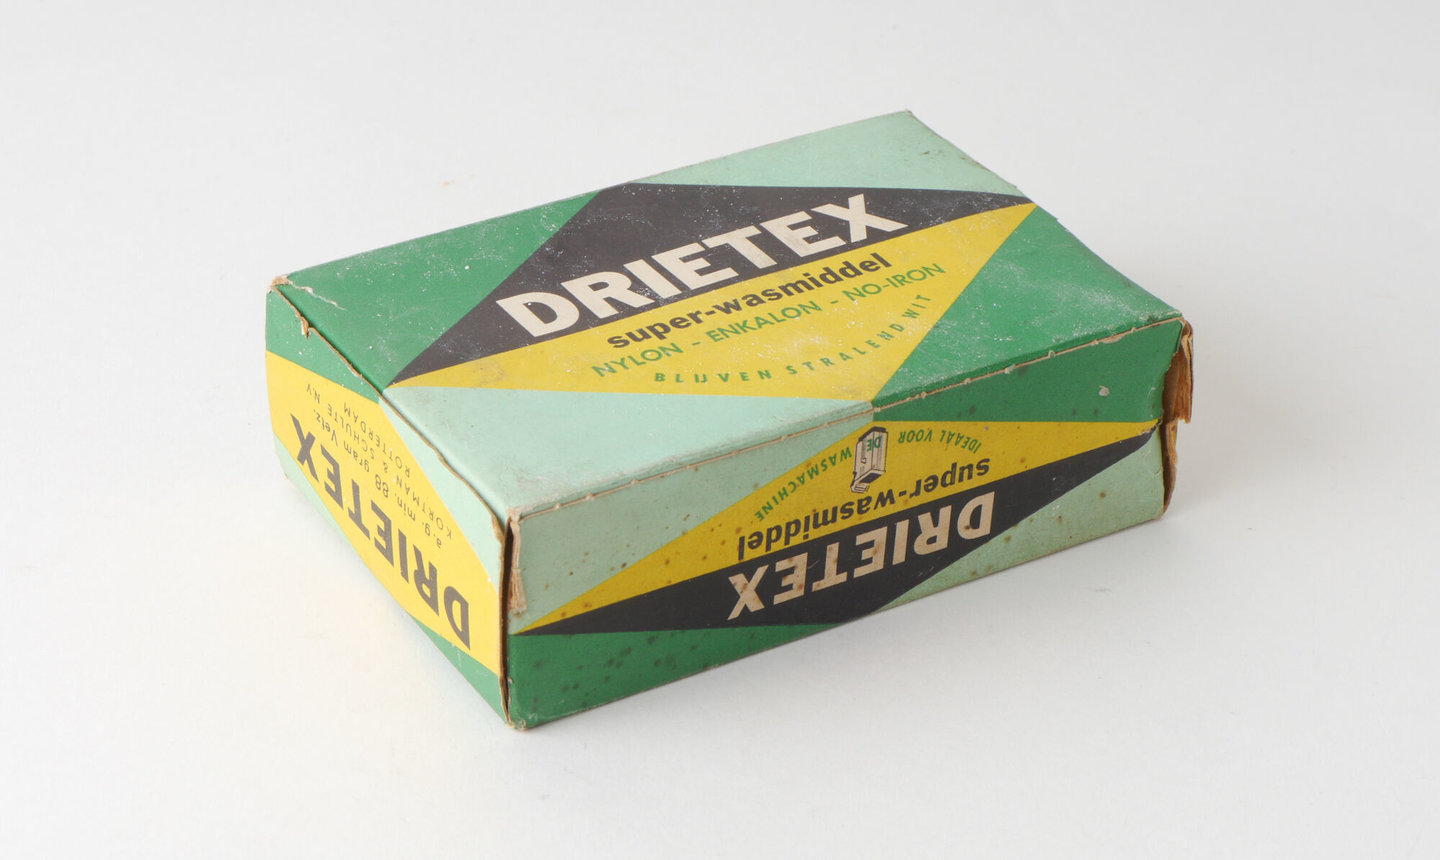 DRIETEX
super-wasmiddel
NYLON - ENKALON - NO-IRON
BLIJVEN STRALEND WIT
DRIETEX
super-wasmiddel
IDEAAL VOOR DE WASMACHINE
DRIETEX
a.g. min. 88 gram Vetz.
KORTMAN & SCHULTE N.V.
ROTTERDAM